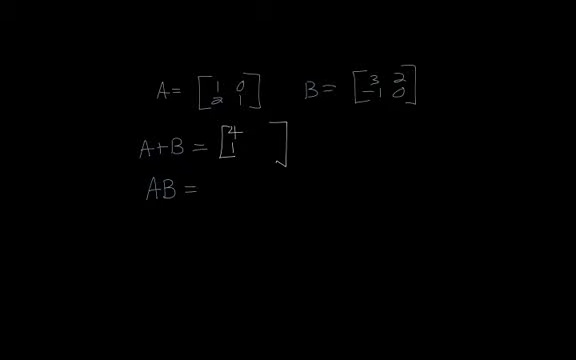 A = [1 0
2 1] B = [3 2
-1 0]
A+B = [4
1 ]
AB =